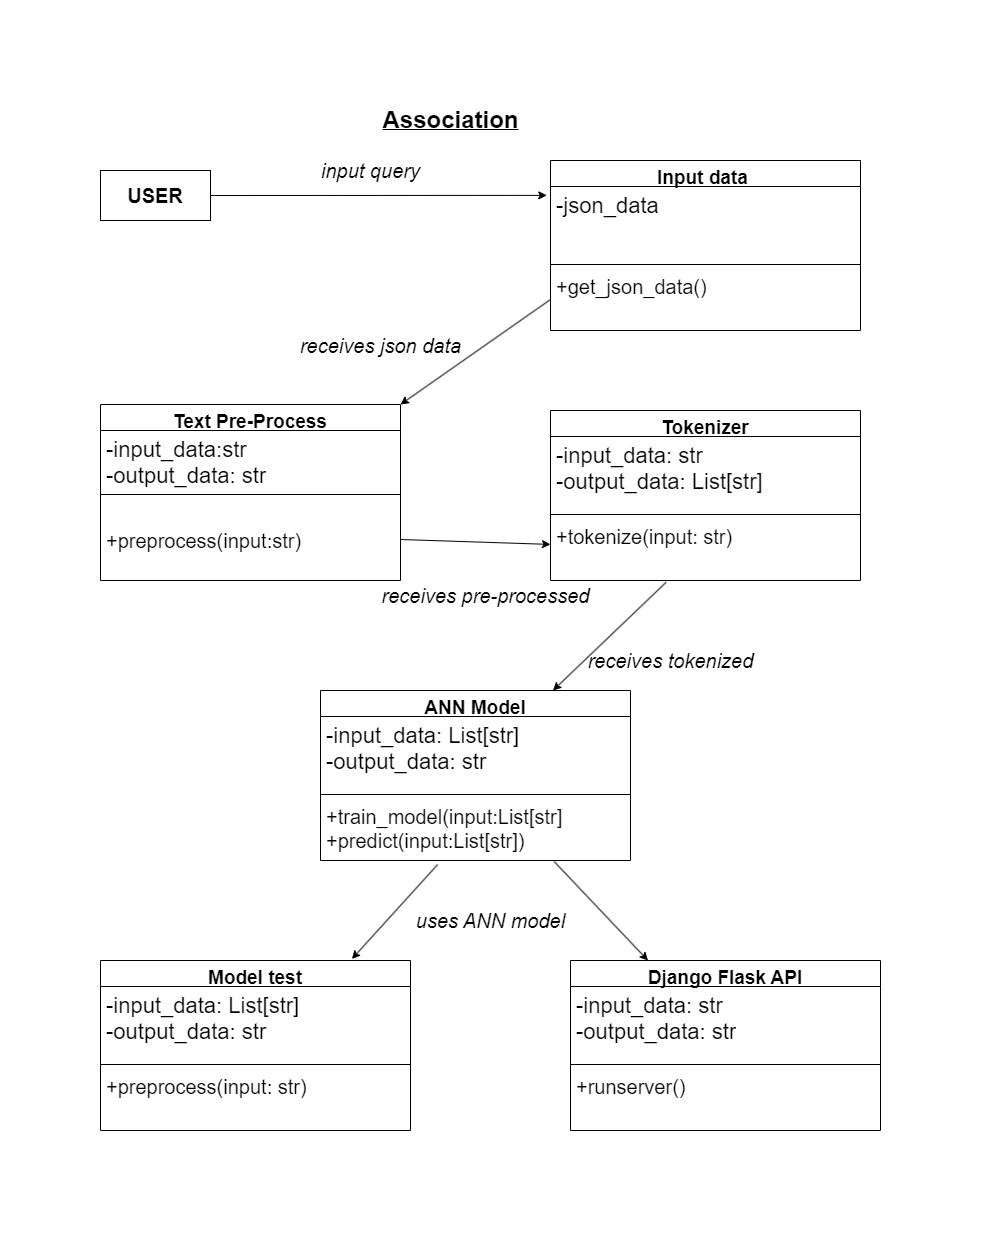 Association
input query
USER
Input data
-json_data
+get_json_data()
receives json data
Text Pre-Process
-input_data:str
-output_data: str
+preprocess(input:str)
Tokenizer
-input_data: str
-output_data: List[str]
+tokenize(input: str)
receives pre-processed
receives tokenized
ANN Model
-input_data: List[str]
-output_data: str
+train_model(input:List[str]
+predict(input:List[str])
uses ANN model
Model test
-input_data: List[str]
-output_data: str
+preprocess(input: str)
Django Flask API
-input_data: str
-output_data: str
+runserver()